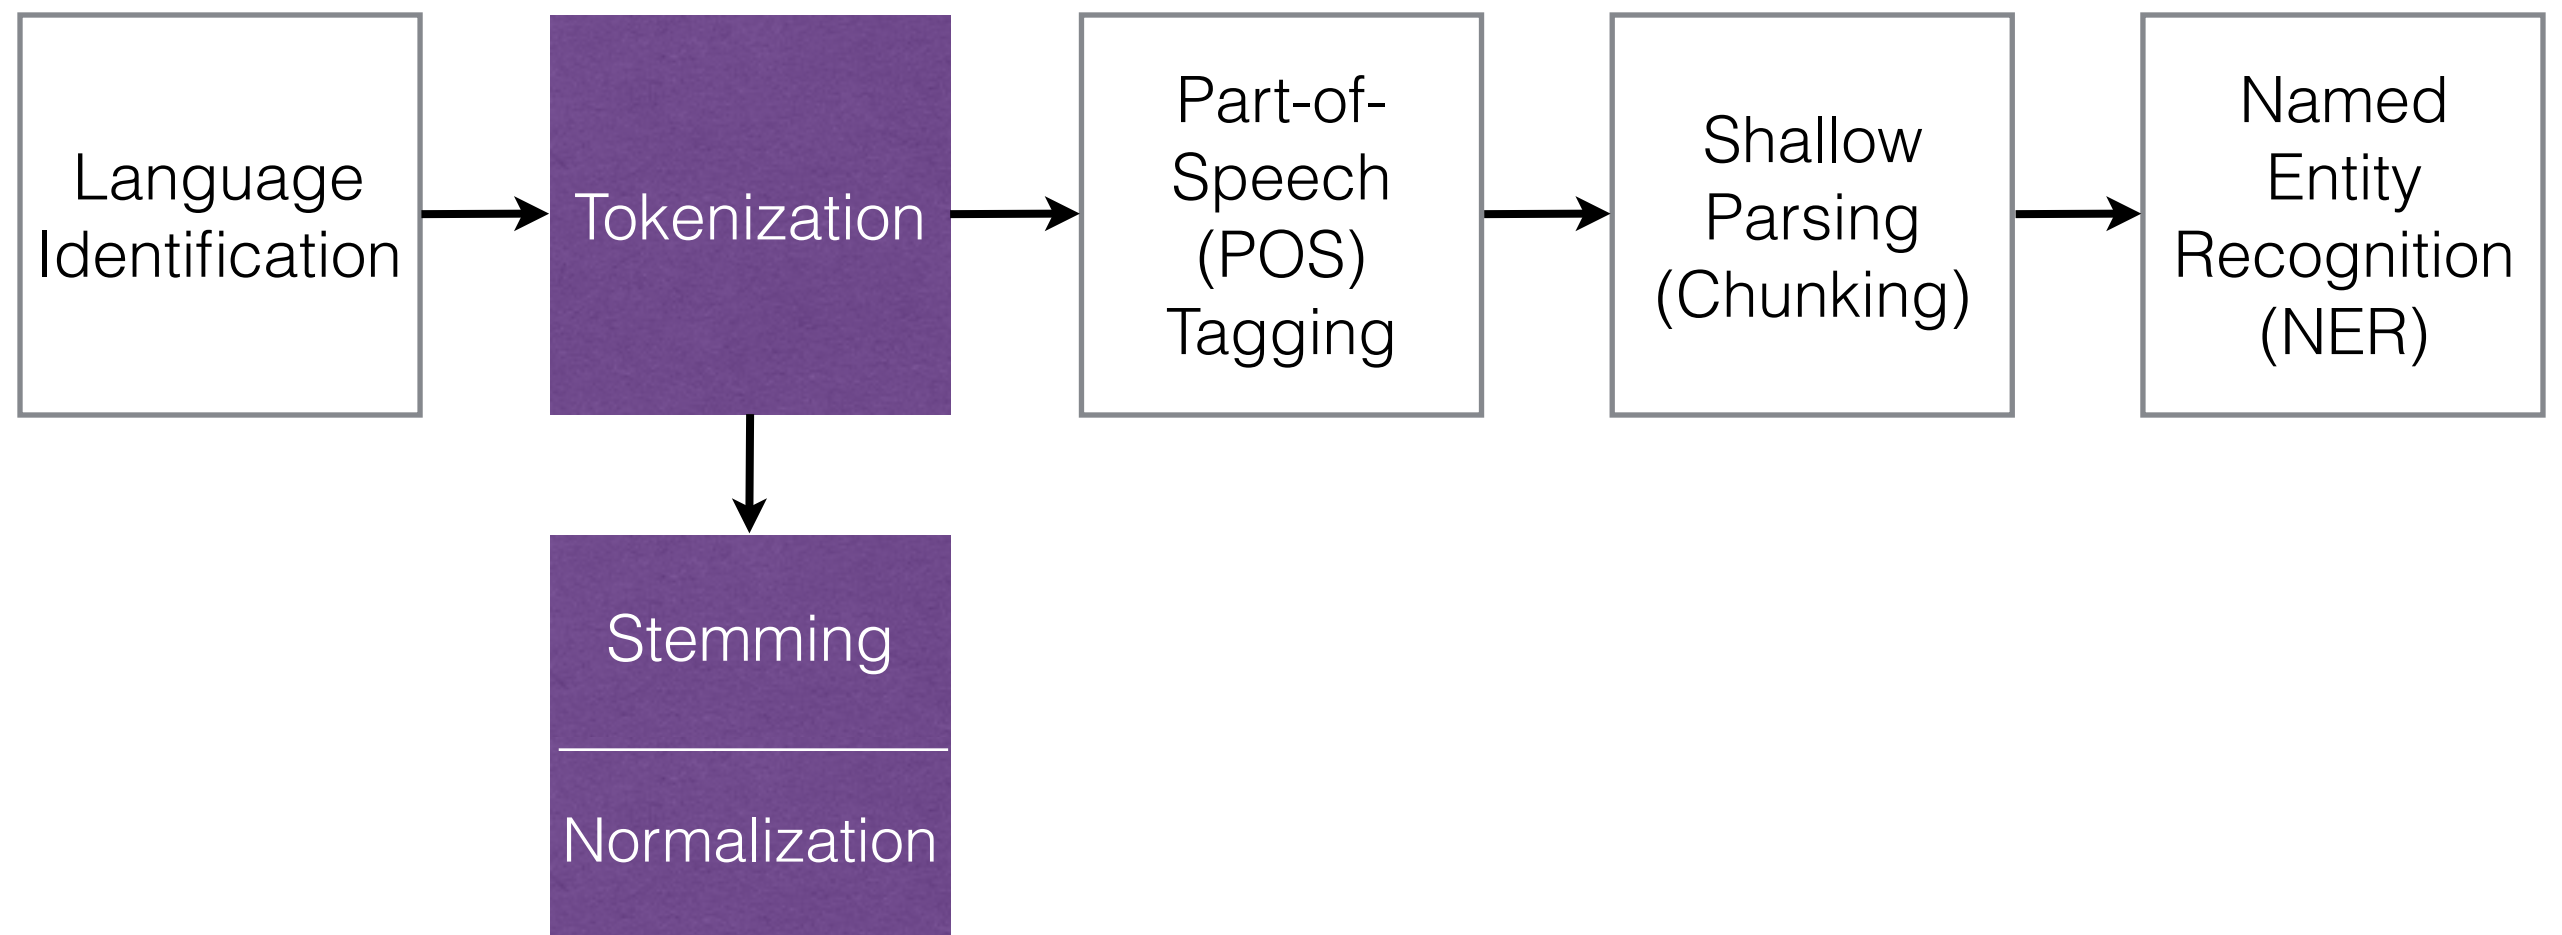 Language
Identification
Tokenization
Part-of-
Speech
(POS)
Tagging
Shallow
Parsing
(Chunking)
Named
Entity
Recognition
(NER)
Stemming
Normalization